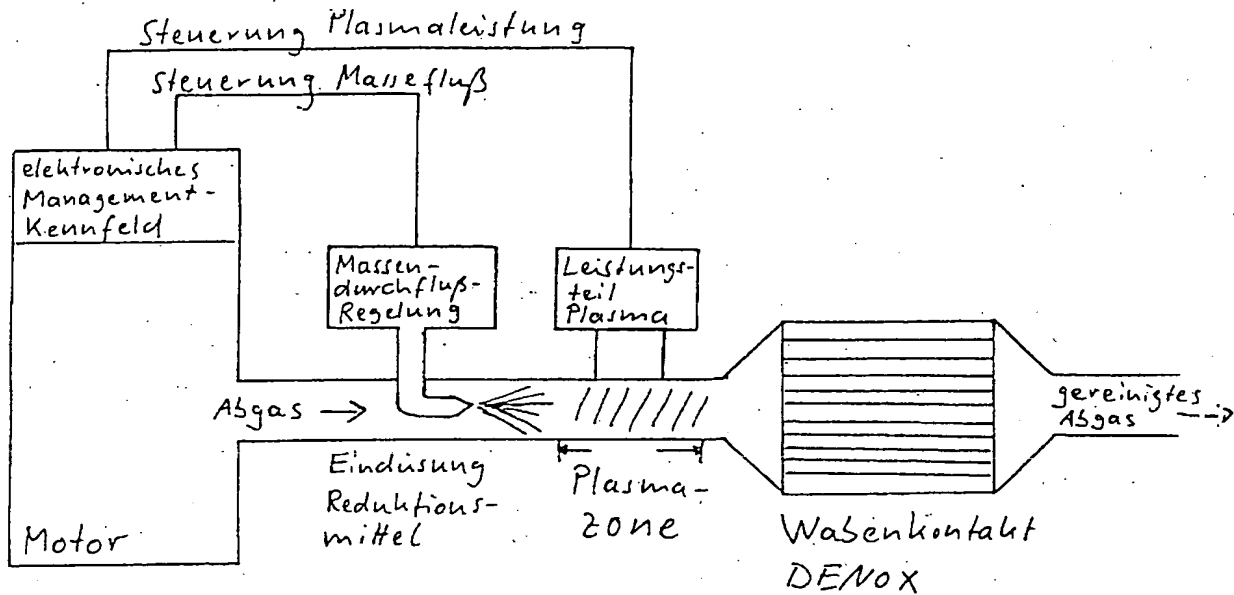 Steuerung Plasmaleistung
Steuerung Massefluß
elektronisches
Management-
Kennfeld
Massen-
durchfluß-
Regelung
Leistungs-
teil
Plasma
Abgas
gereinigtes
Abgas
Eindüsung
Reduktions-
mittel
Plasma-
zone
Wabenkontakt
DENOX
Motor